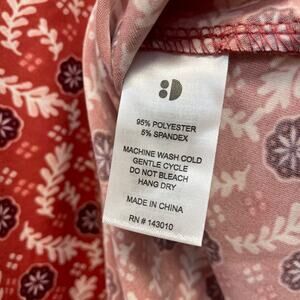 95% POLYESTER
5% SPANDEX
MACHINE WASH COLD
GENTLE CYCLE
DO NOT BLEACH
HANG DRY
MADE IN CHINA
RN # 143010